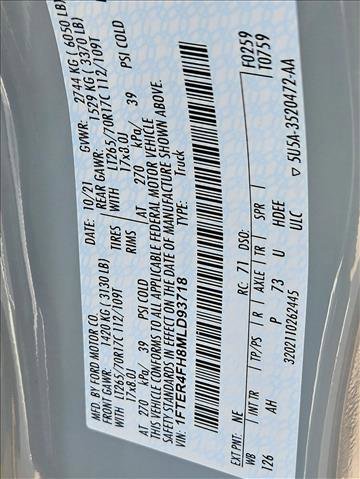 MFD. BY FORD MOTOR CO. 10/21 GVWR: 2744 KG ( 6050 LB)
FRONT GAWR: 1420 KG ( 3130 LB) REAR GAWR: 1529 KG ( 3370 LB)
LT265/70R17C 112/109T TIRES WITH LT265/70R17C 112/109T
17x8.0J RIMS 17x8.0J
AT 270 kPa/ 39 PSI COLD AT 270 kPa/ 39 PSI COLD
THIS VEHICLE CONFORMS TO ALL APPLICABLE FEDERAL MOTOR VEHICLE
SAFETY STANDARDS IN EFFECT ON THE DATE OF MANUFACTURE SHOWN ABOVE.
VIN: 1FTER4FH8MLD93718 TYPE: Truck
F0259
T0759
EXT PNT: NE RC: 71 DSO:
WB INT TR TP/PS R AXLE TR SPR
126 AH P 73 U HDEE
ULC
32021102624​45 5U5A-3520472-AA